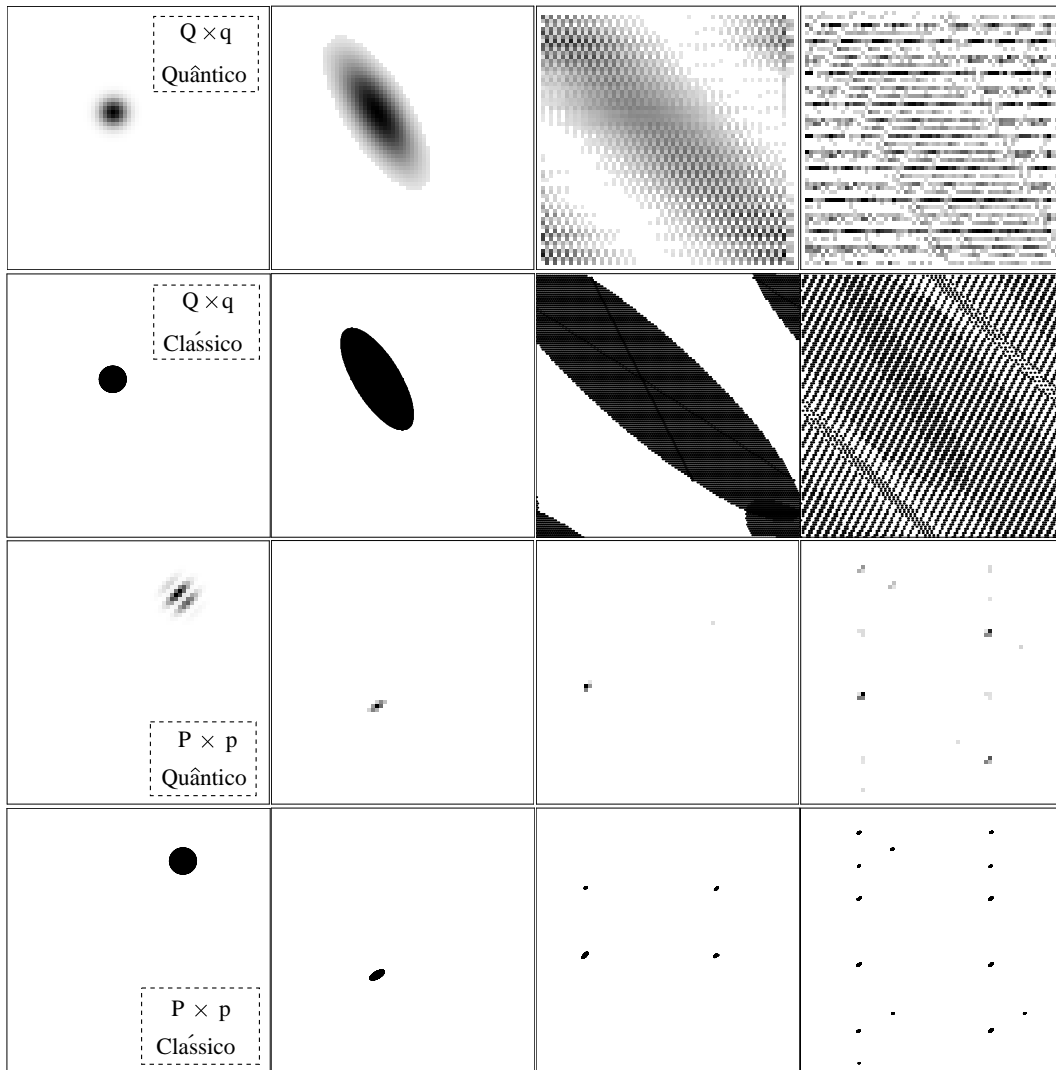 Q × q
Quântico
Q × q
Clássico
P × p
Quântico
P × p
Clássico